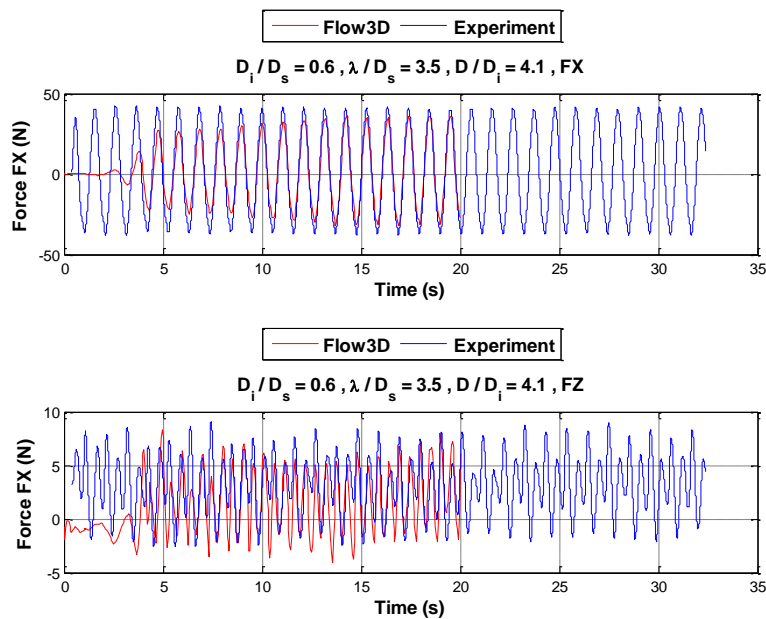 Flow3D Experiment
D_i / D_s = 0.6 , λ / D_s = 3.5 , D / D_i = 4.1 , FX
50
0
-50
Force FX (N)
0 5 10 15 20 25 30 35
Time (s)
Flow3D Experiment
D_i / D_s = 0.6 , λ / D_s = 3.5 , D / D_i = 4.1 , FZ
10
5
0
-5
Force FX (N)
0 5 10 15 20 25 30 35
Time (s)